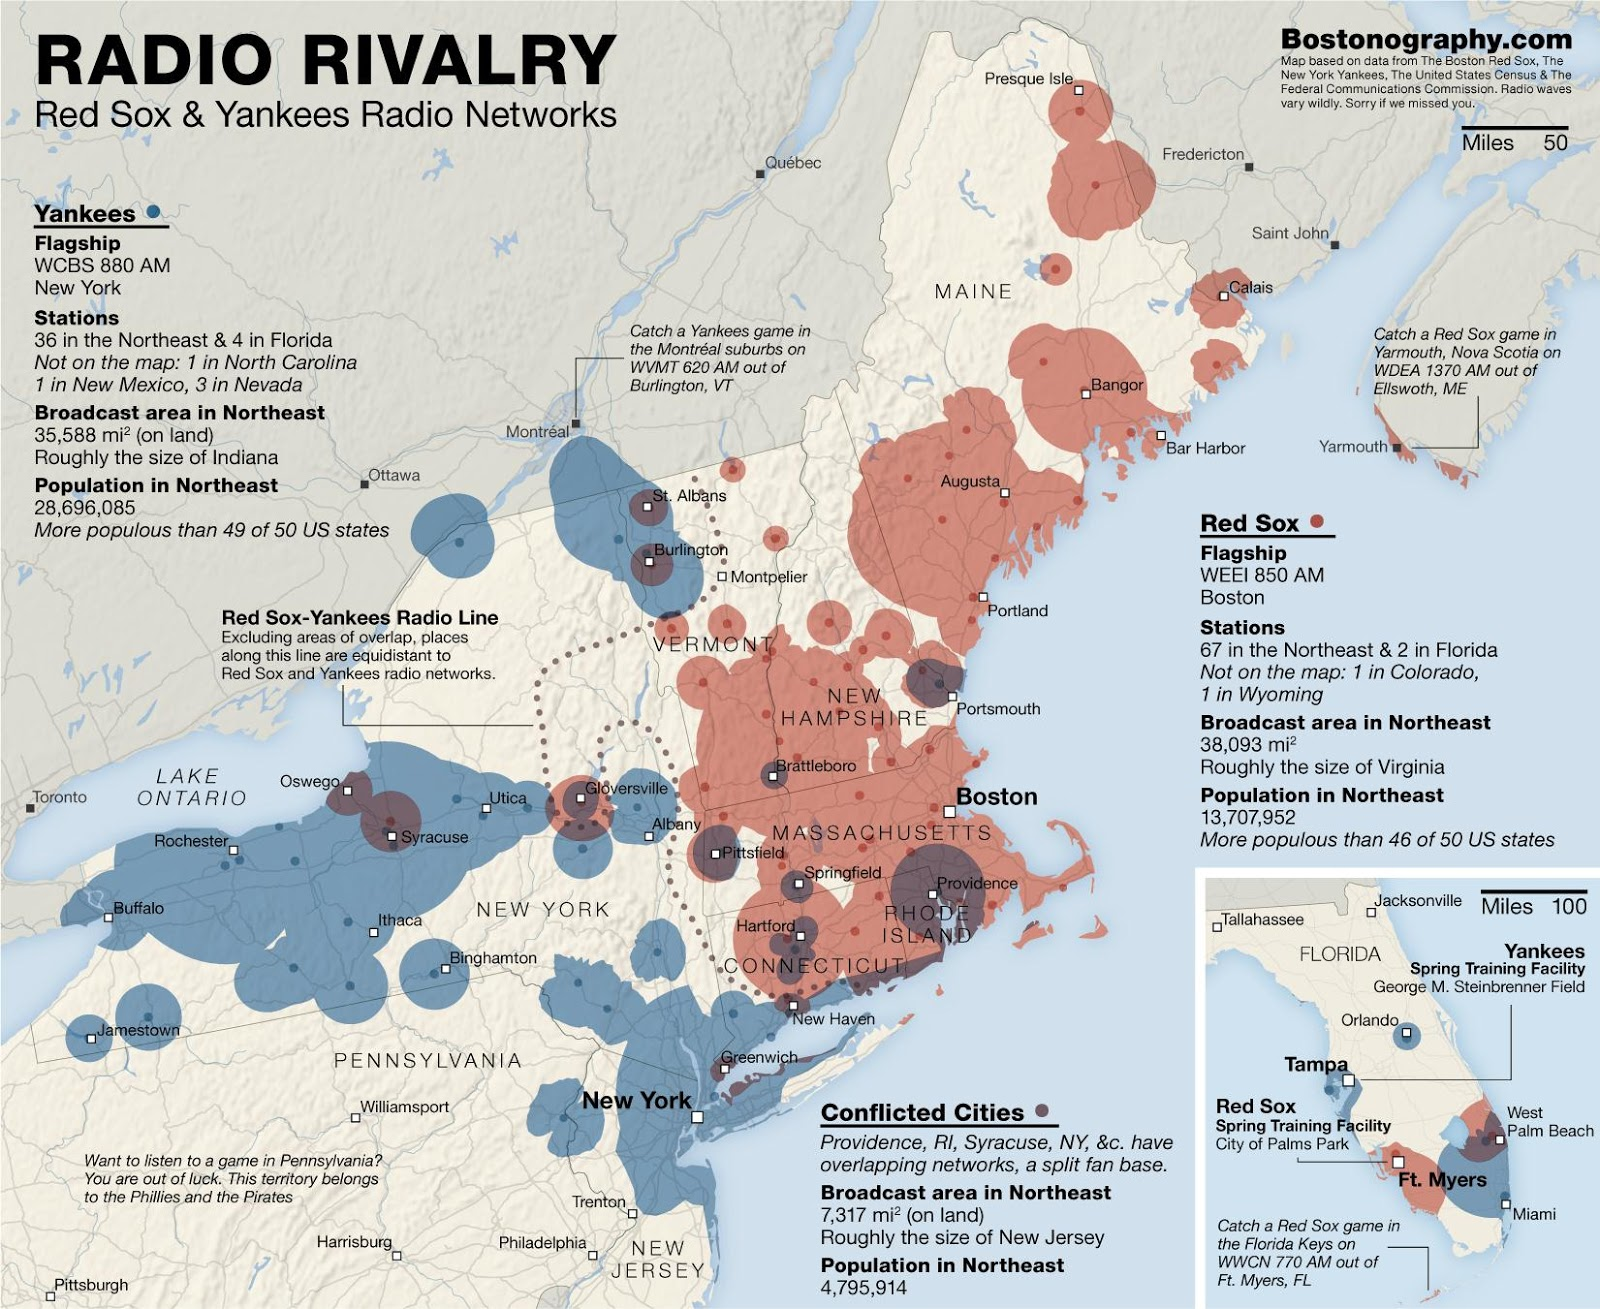 RADIO RIVALRY
Red Sox & Yankees Radio Networks
Bostonography.com
Map based on data from The Boston Red Sox, The
New York Yankees, The United States Census & The
Federal Communications Commission. Radio waves
vary wildly. Sorry if we missed you.
Miles 50
Yankees
Flagship
WCBS 880 AM
New York
Stations
36 in the Northeast & 4 in Florida
Not on the map: 1 in North Carolina
1 in New Mexico, 3 in Nevada
Broadcast area in Northeast
35,588 mi² (on land)
Roughly the size of Indiana
Population in Northeast
28,696,085
More populous than 49 of 50 US states
Presque Isle
Fredericton
Québec
Saint John
Calais
MAINE
Catch a Yankees game in
the Montréal suburbs on
WVMT 620 AM out of
Burlington, VT
Catch a Red Sox game in
Yarmouth, Nova Scotia on
WDEA 1370 AM out of
Ellswoth, ME
Bangor
Montréal
Bar Harbor
Yarmouth
Ottawa
Augusta
St. Albans
Burlington
Montpelier
Portland
Red Sox
Flagship
WEEI 850 AM
Boston
Stations
67 in the Northeast & 2 in Florida
Not on the map: 1 in Colorado,
1 in Wyoming
Broadcast area in Northeast
38,093 mi²
Roughly the size of Virginia
Population in Northeast
13,707,952
More populous than 46 of 50 US states
Red Sox-Yankees Radio Line
Excluding areas of overlap, places
along this line are equidistant to
Red Sox and Yankees radio networks.
VERMONT
NEW
HAMPSHIRE
Portsmouth
LAKE
ONTARIO
Toronto
Oswego
Utica
Gloversville
Brattleboro
Boston
Rochester
Syracuse
Albany
MASSACHUSETTS
Pittsfield
Springfield
Providence
Buffalo
Ithaca
NEW YORK
Hartford
RHODE
ISLAND
Binghamton
CONNECTICUT
Jamestown
New Haven
PENNSYLVANIA
Greenwich
Williamsport
New York
Want to listen to a game in Pennsylvania?
You are out of luck. This territory belongs
to the Phillies and the Pirates
Trenton
Harrisburg
Philadelphia
NEW
JERSEY
Pittsburgh
Conflicted Cities
Providence, RI, Syracuse, NY, &c. have
overlapping networks, a split fan base.
Broadcast area in Northeast
7,317 mi² (on land)
Roughly the size of New Jersey
Population in Northeast
4,795,914
Tallahassee
Jacksonville
Miles 100
FLORIDA
Yankees
Spring Training Facility
George M. Steinbrenner Field
Orlando
Tampa
Red Sox
Spring Training Facility
City of Palms Park
West
Palm Beach
Ft. Myers
Miami
Catch a Red Sox game in
the Florida Keys on
WWCN 770 AM out of
Ft. Myers, FL